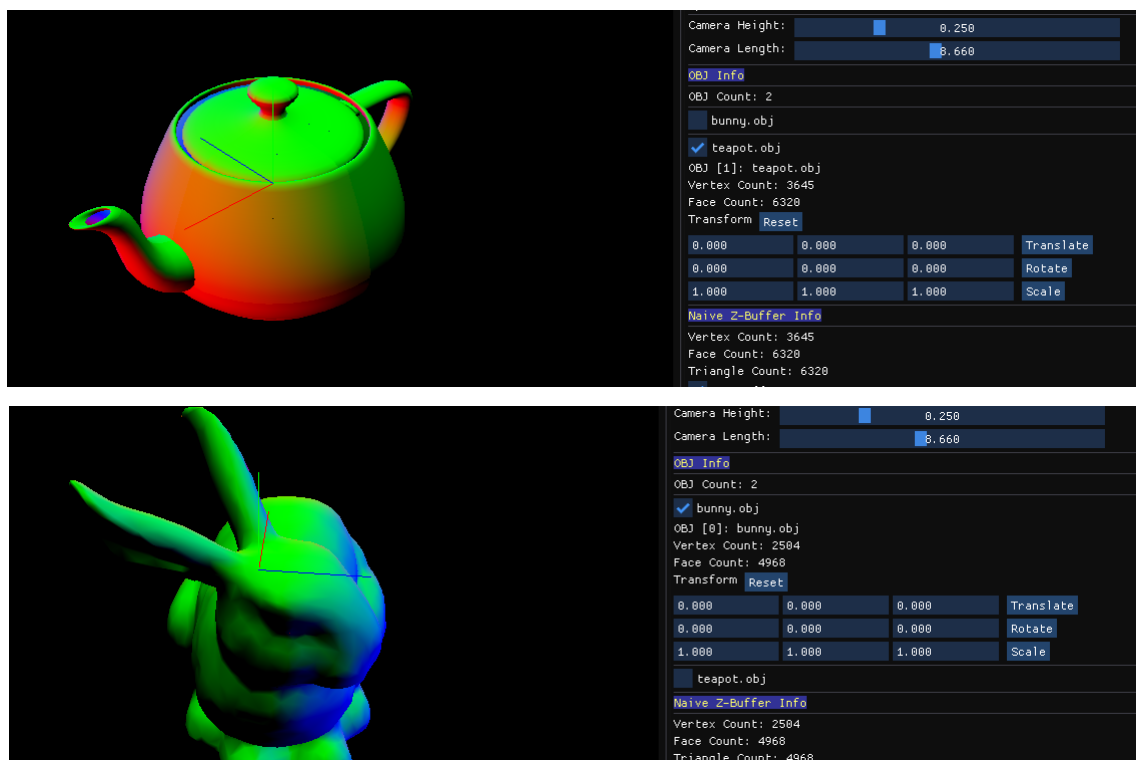 Camera Height: 0.250
Camera Length: 8.660
OBJ Info
OBJ Count: 2
bunny.obj
teapot.obj
OBJ [1]: teapot.obj
Vertex Count: 3645
Face Count: 6320
Transform Reset
0.000 0.000 0.000 Translate
0.000 0.000 0.000 Rotate
1.000 1.000 1.000 Scale
Naive Z-Buffer Info
Vertex Count: 3645
Face Count: 6320
Triangle Count: 6320
Camera Height: 0.250
Camera Length: 8.660
OBJ Info
OBJ Count: 2
bunny.obj
OBJ [0]: bunny.obj
Vertex Count: 2504
Face Count: 4968
Transform Reset
0.000 0.000 0.000 Translate
0.000 0.000 0.000 Rotate
1.000 1.000 1.000 Scale
teapot.obj
Naive Z-Buffer Info
Vertex Count: 2504
Face Count: 4968
Triangle Count: 4968